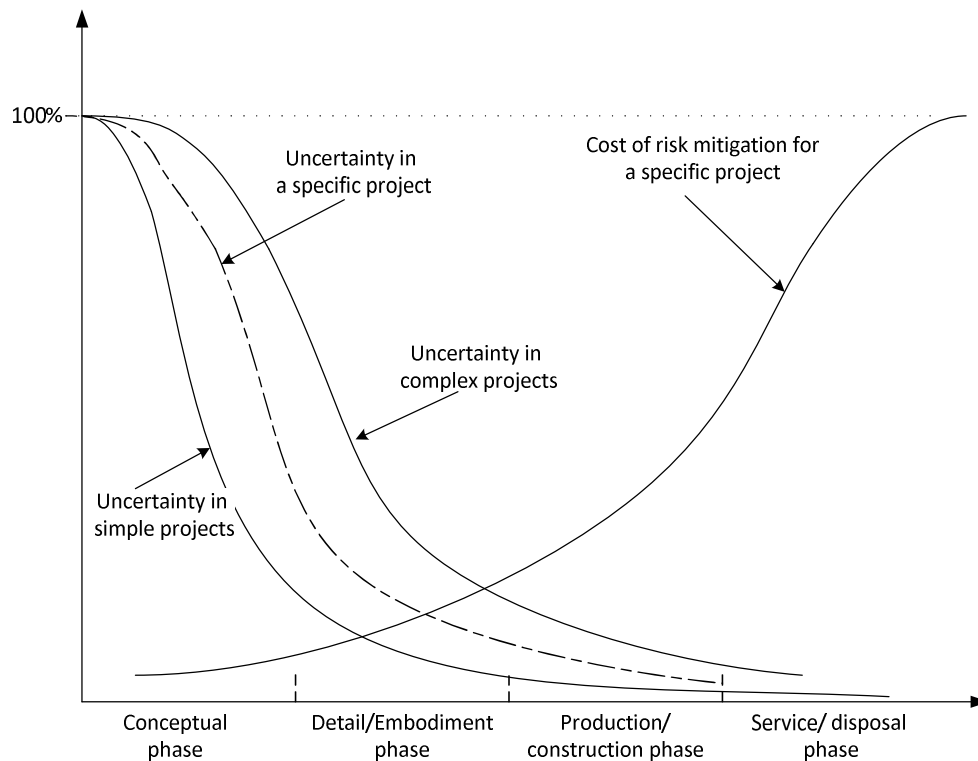 100%
Uncertainty in
a specific project
Cost of risk mitigation for
a specific project
Uncertainty in
complex projects
Uncertainty in
simple projects
Conceptual
phase
Detail/Embodiment
phase
Production/
construction phase
Service/ disposal
phase